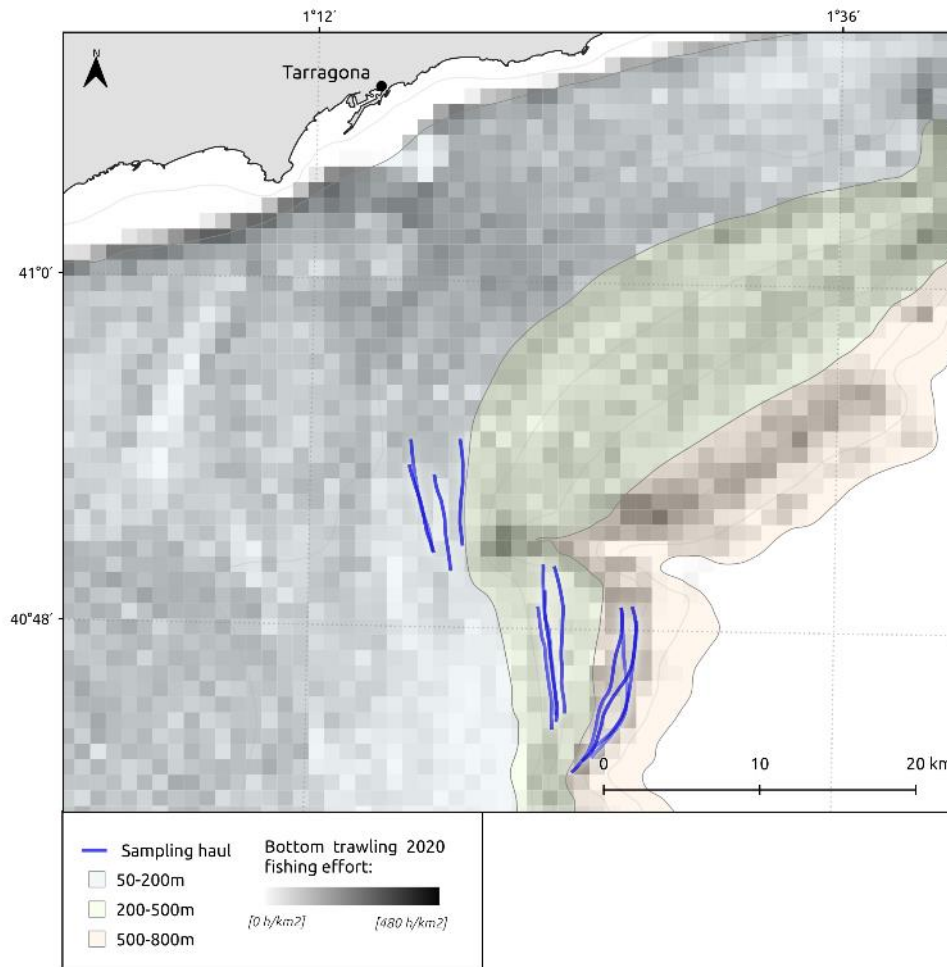 1°12′ 1°36′
N
Tarragona
41°0′
40°48′
0 10 20 km
Sampling haul
50-200m
200-500m
500-800m
Bottom trawling 2020
fishing effort:
[0 h/km2] [480 h/km2]